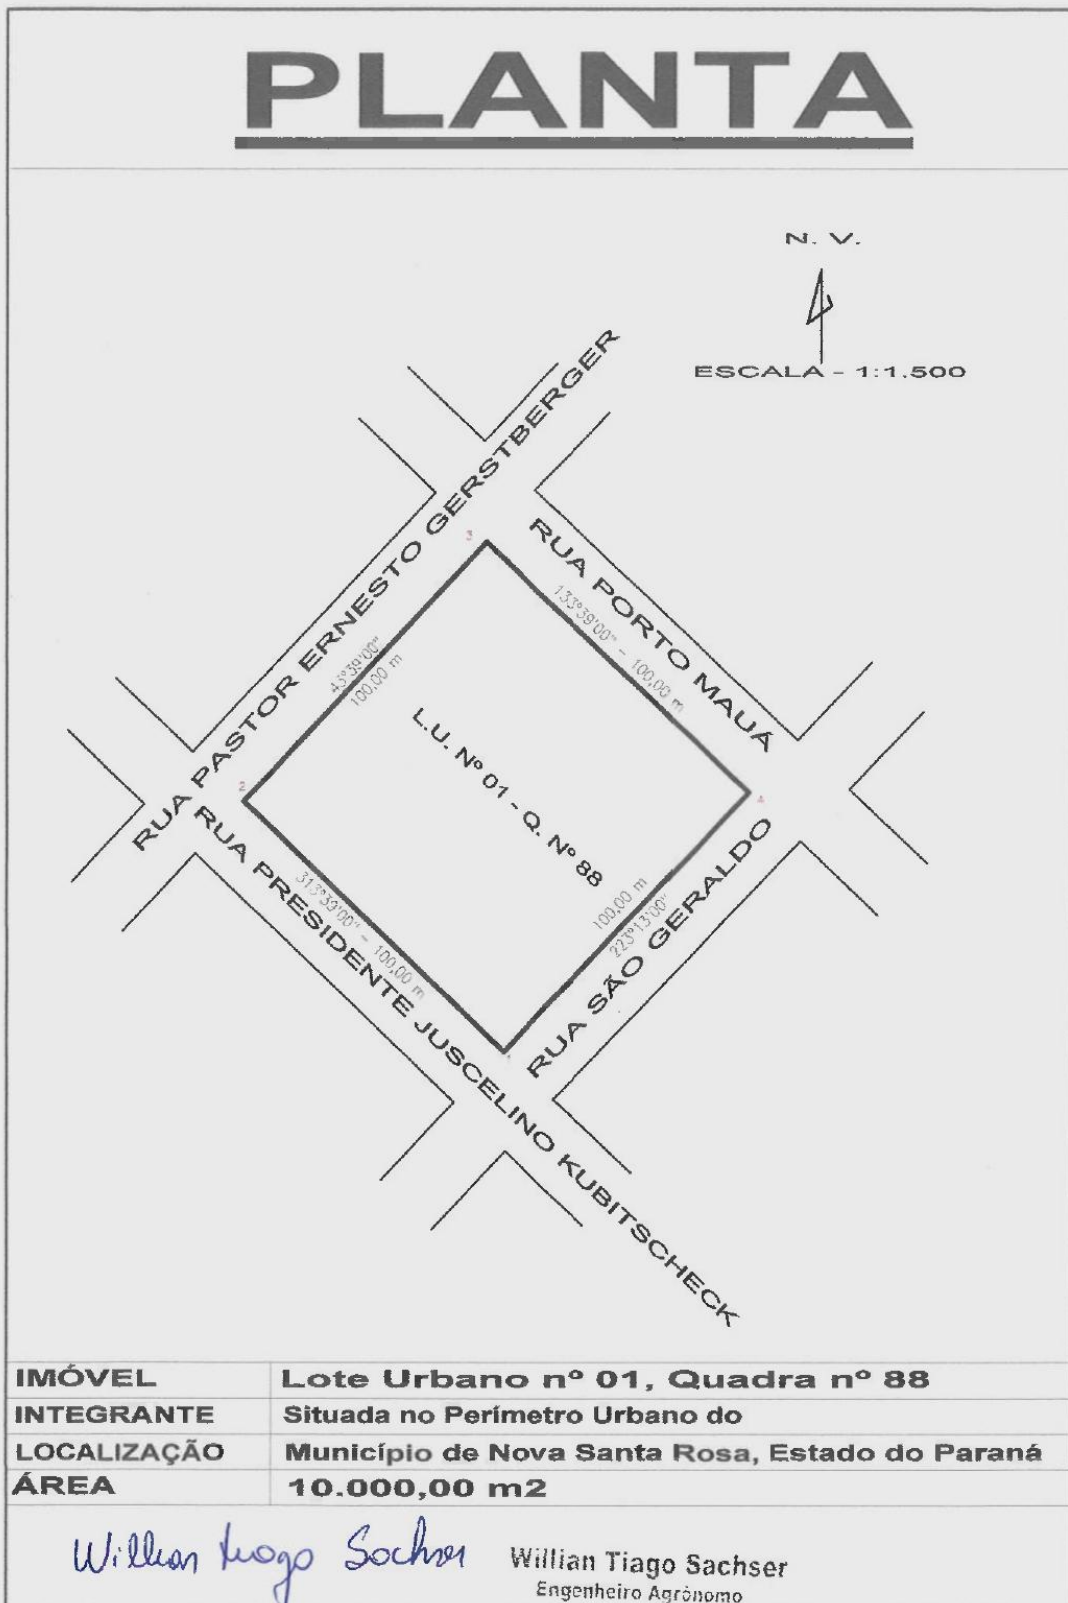 PLANTA
N. V.
ESCALA - 1:1.500
RUA PASTOR ERNESTO GERSTBERGER
3
RUA PORTO MAUÁ
133°39'00" - 100,00 m
43°39'00"
100,00 m
L.U. Nº 01 - Q. Nº 88
2
4
RUA PRESIDENTE JUSCELINO KUBITSCHECK
313°39'00" - 100,00 m
100,00 m
223°13'00"
RUA SÃO GERALDO
IMÓVEL Lote Urbano nº 01, Quadra nº 88
INTEGRANTE Situada no Perímetro Urbano do
LOCALIZAÇÃO Município de Nova Santa Rosa, Estado do Paraná
ÁREA 10.000,00 m2
Willian Tiago Sachser
Willian Tiago Sachser
Engenheiro Agrônomo